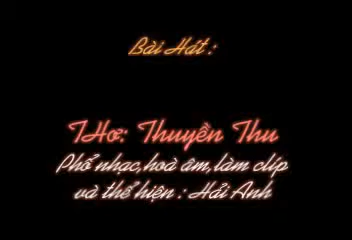 Bài Hát :
THơ: Thuyền Thu
Phổ nhạc,hoà âm,làm clip
và thể hiện : Hải Anh